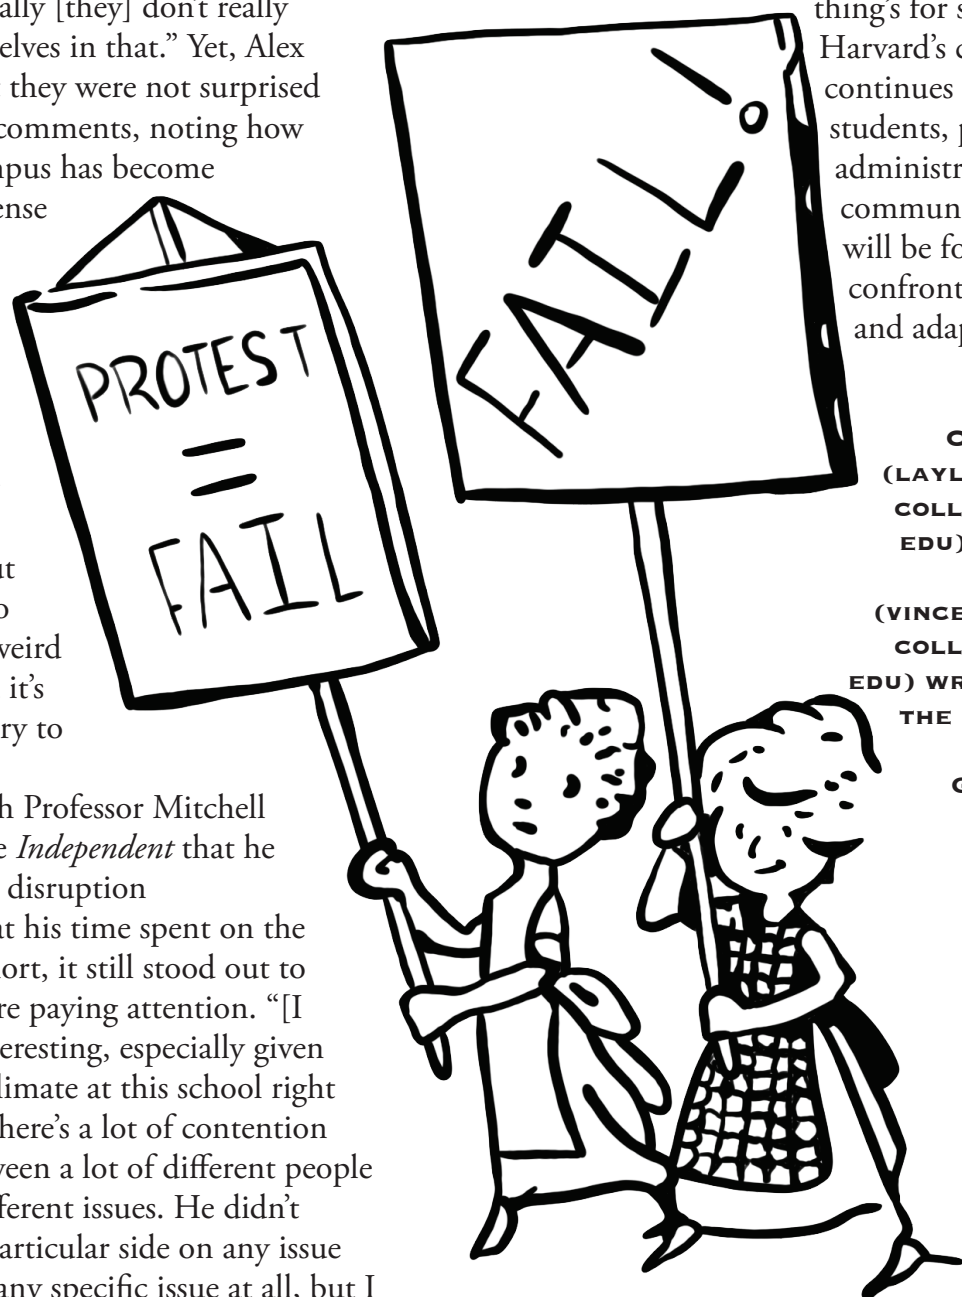 ally [they] don't really
elves in that.” Yet, Alex
they were not surprised
comments, noting how
npus has become
ense
ut
o
weird
it's
ry to
h Professor Mitchell
e Independent that he
disruption
at his time spent on the
ort, it still stood out to
re paying attention. “[I
teresting, especially given
limate at this school right
here's a lot of contention
veen a lot of different people
ferent issues. He didn't
articular side on any issue
any specific issue at all, but I
PROTEST
=
FAIL
FAIL!
thing's for s
Harvard's
continues
students, p
administr
commun
will be fo
confront
and adap
(LAYL
COLL
EDU)
(VINCE
COLL
EDU) WR
THE